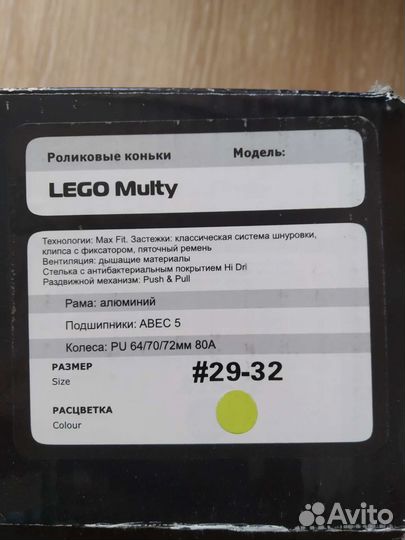 Роликовые коньки Модель:
LEGO Multy
Технологии: Max Fit. Застежки: классическая система шнуровки,
клипса с фиксатором, пяточный ремень
Вентиляция: дышащие материалы
Стелька с антибактериальным покрытием Hi Dri
Раздвижной механизм: Push & Pull
Рама: алюминий
Подшипники: ABEC 5
Колеса: PU 64/70/72мм 80А
РАЗМЕР
Size
#29-32
РАСЦВЕТКА
Colour
Avito